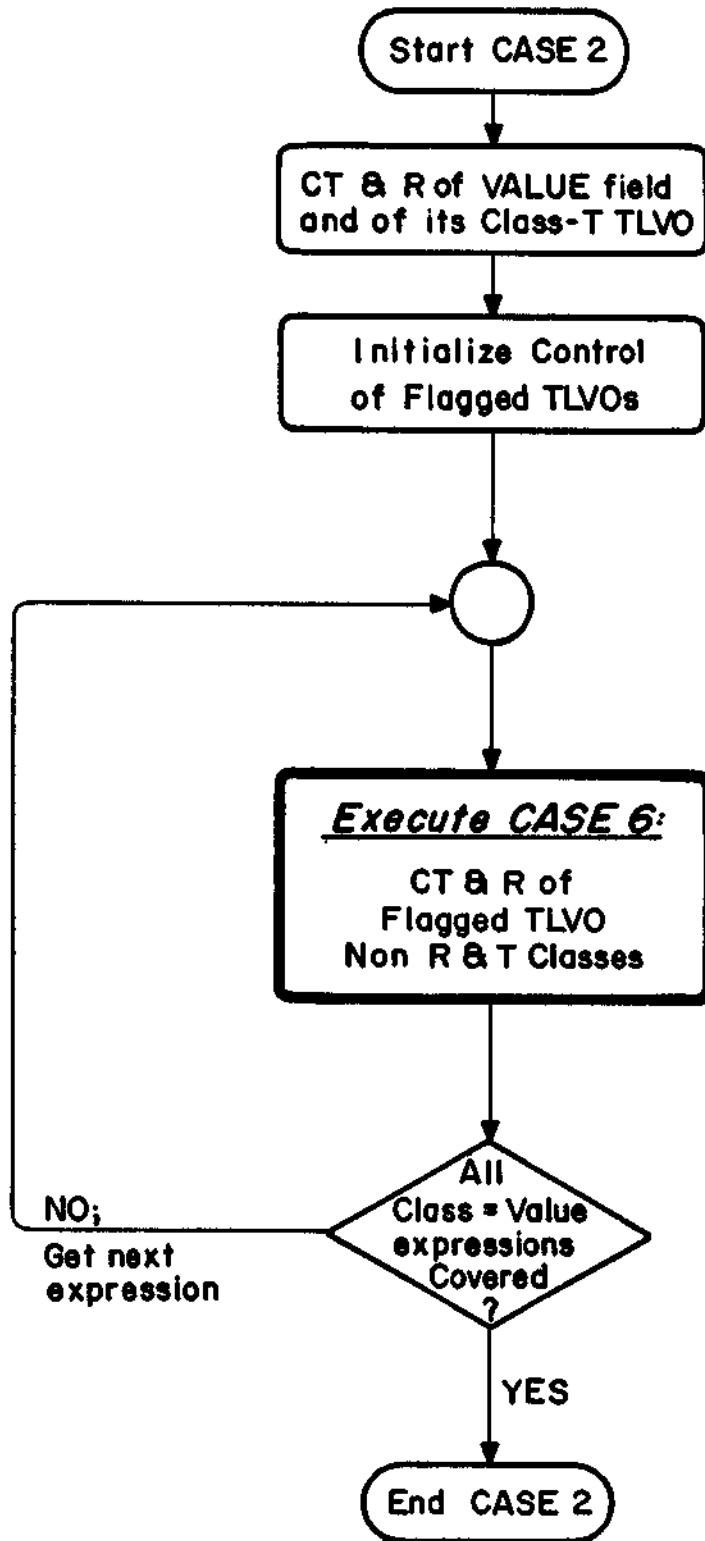 Start CASE 2
CT & R of VALUE field
and of its Class-T TLVO
Initialize Control
of Flagged TLVOs
Execute CASE 6:
CT & R of
Flagged TLVO
Non R & T Classes
All
Class = Value
expressions
Covered
?
NO;
Get next
expression
YES
End CASE 2